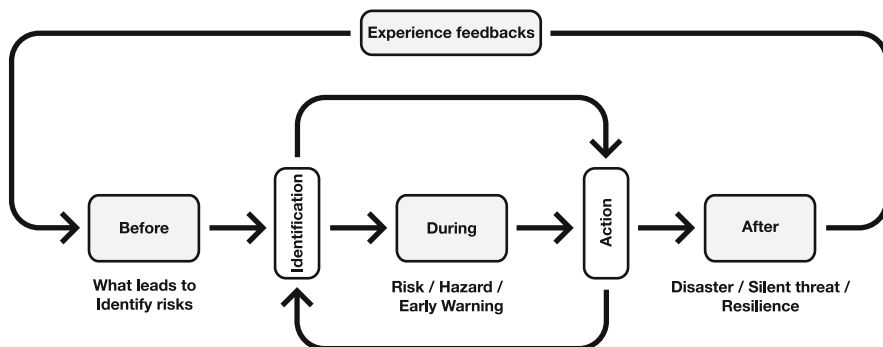 Experience feedbacks
Before
Identification
During
Action
After
What leads to
Identify risks
Risk / Hazard /
Early Warning
Disaster / Silent threat /
Resilience